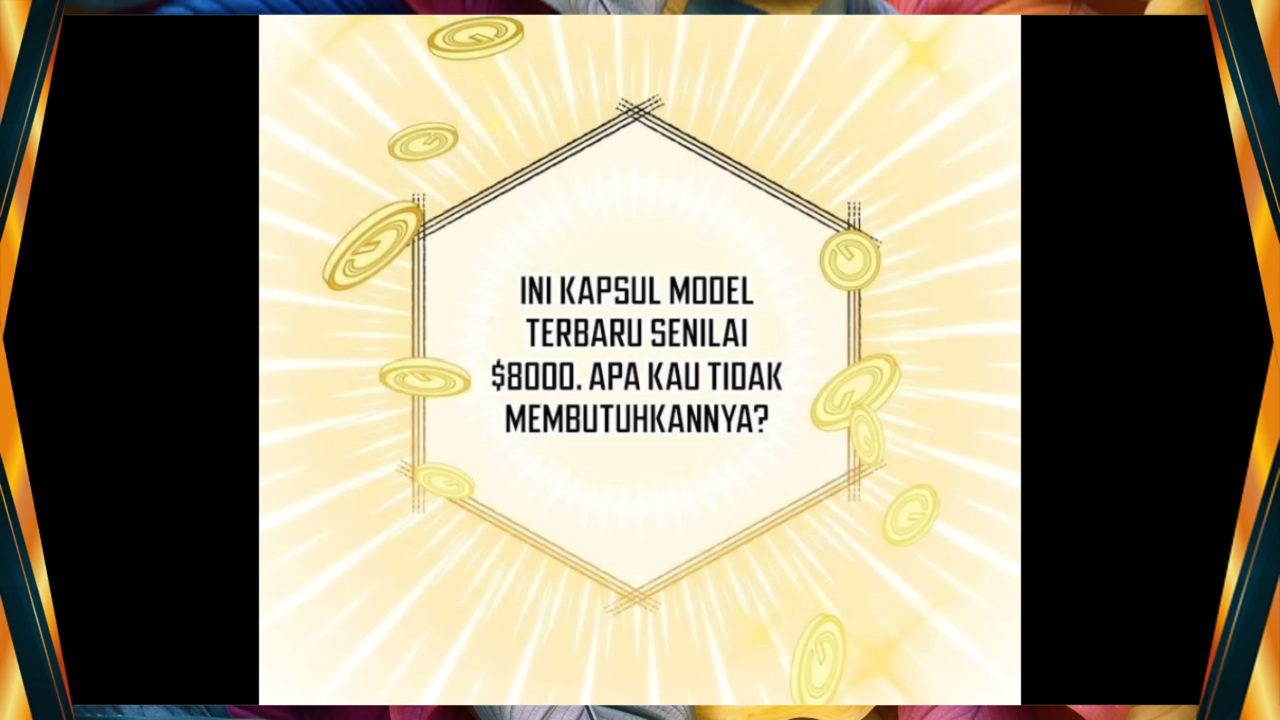 INI KAPSUL MODEL
TERBARU SENILAI
$8000. APA KAU TIDAK
MEMBUTUHKANNYA?